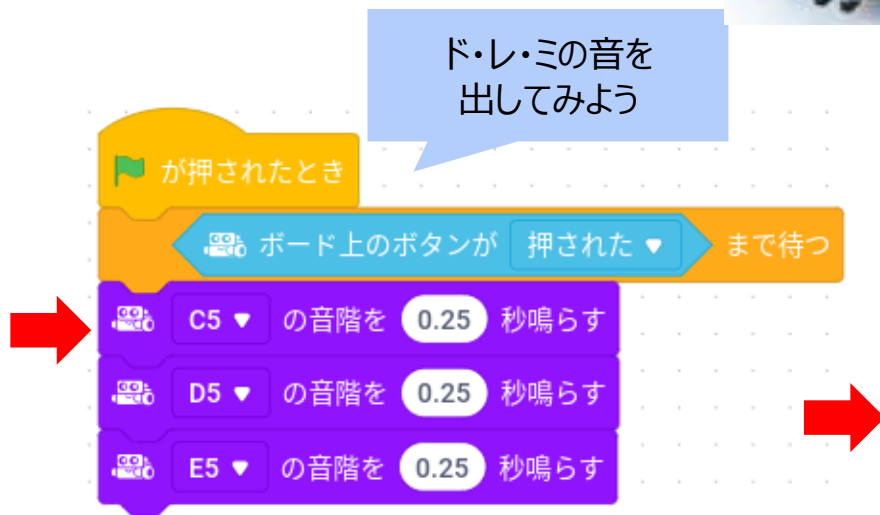 ド・レ・ミの音を
出してみよう
が押されたとき
ボード上のボタンが 押された まで待つ
C5 の音階を 0.25 秒鳴らす
D5 の音階を 0.25 秒鳴らす
E5 の音階を 0.25 秒鳴らす